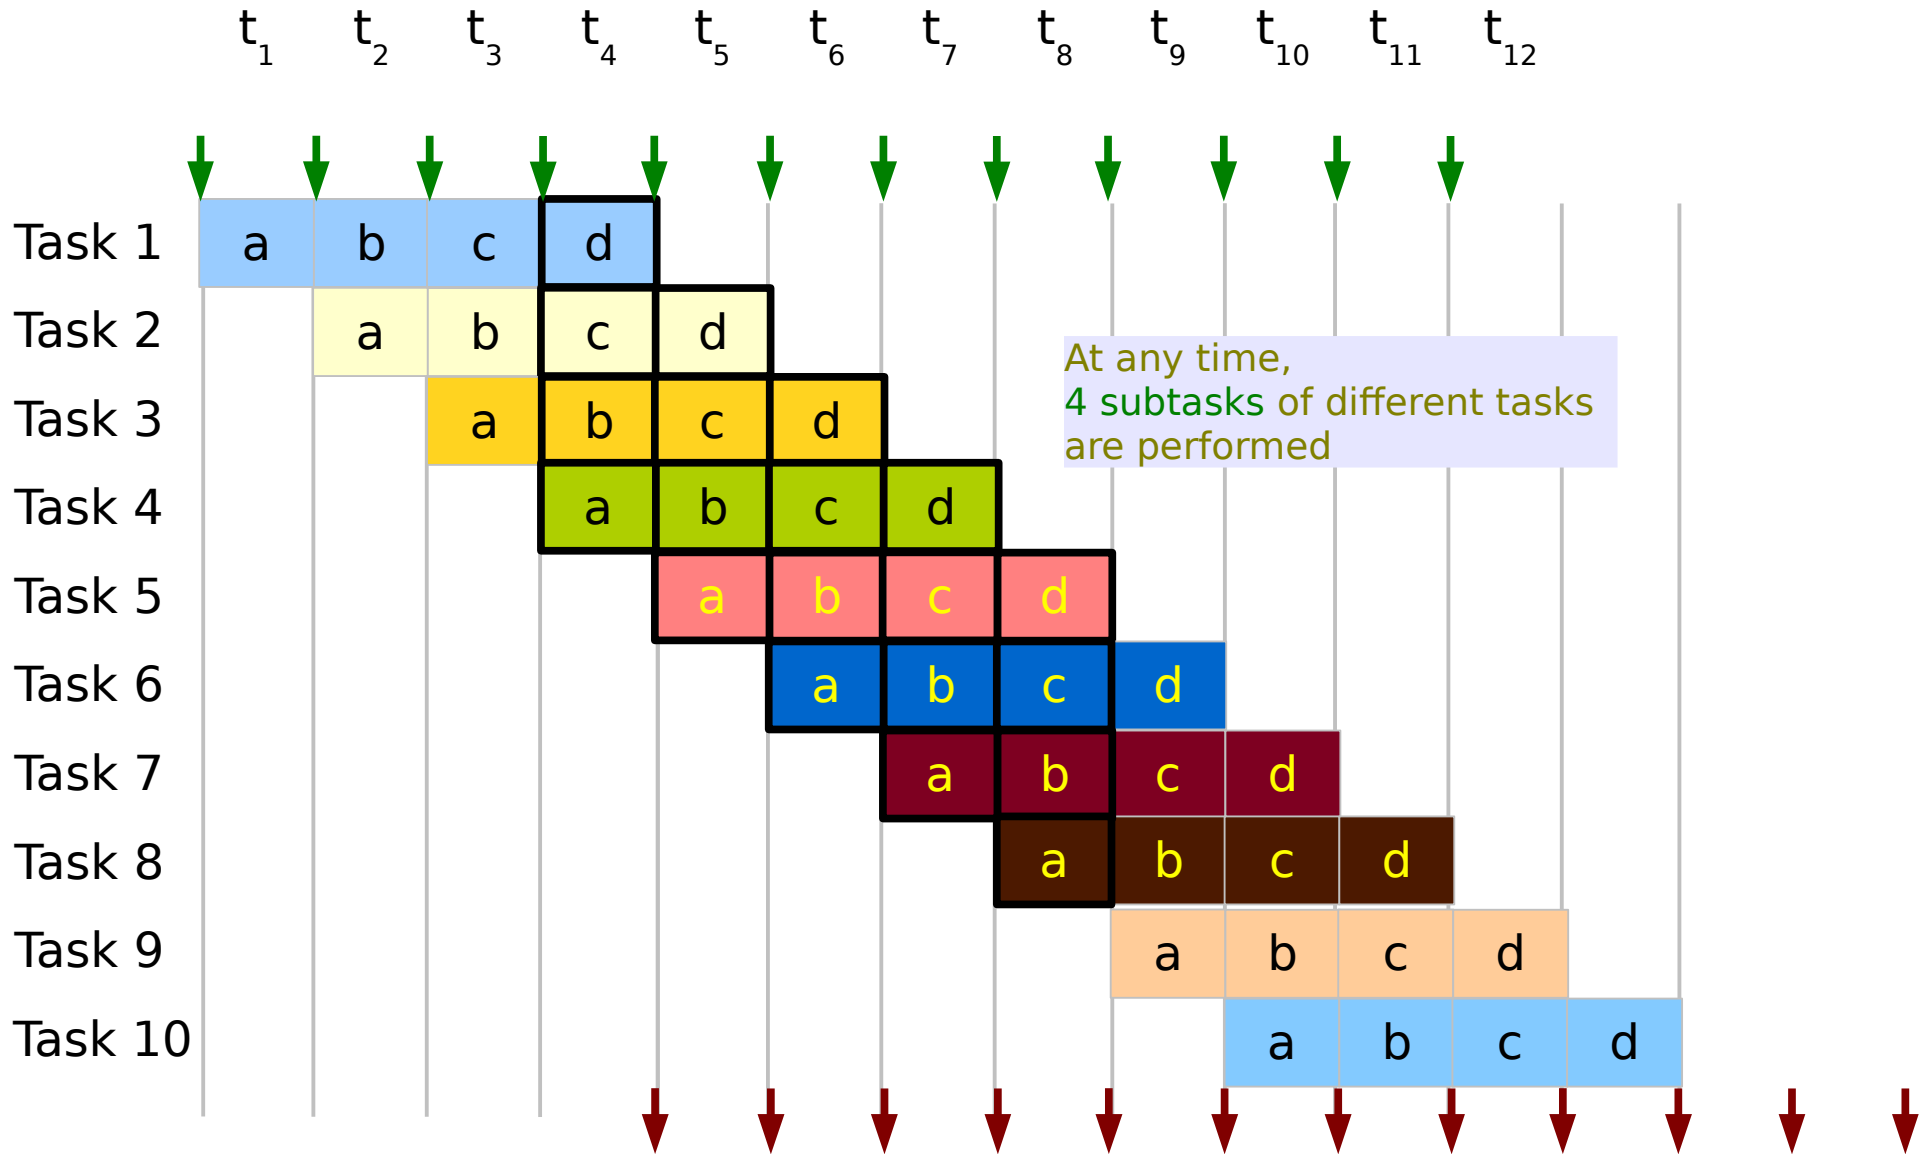 t1 t2 t3 t4 t5 t6 t7 t8 t9 t10 t11 t12
Task 1 a b c d
Task 2 a b c d
At any time,
4 subtasks of different tasks
are performed
Task 3 a b c d
Task 4 a b c d
Task 5 a b c d
Task 6 a b c d
Task 7 a b c d
Task 8 a b c d
Task 9 a b c d
Task 10 a b c d